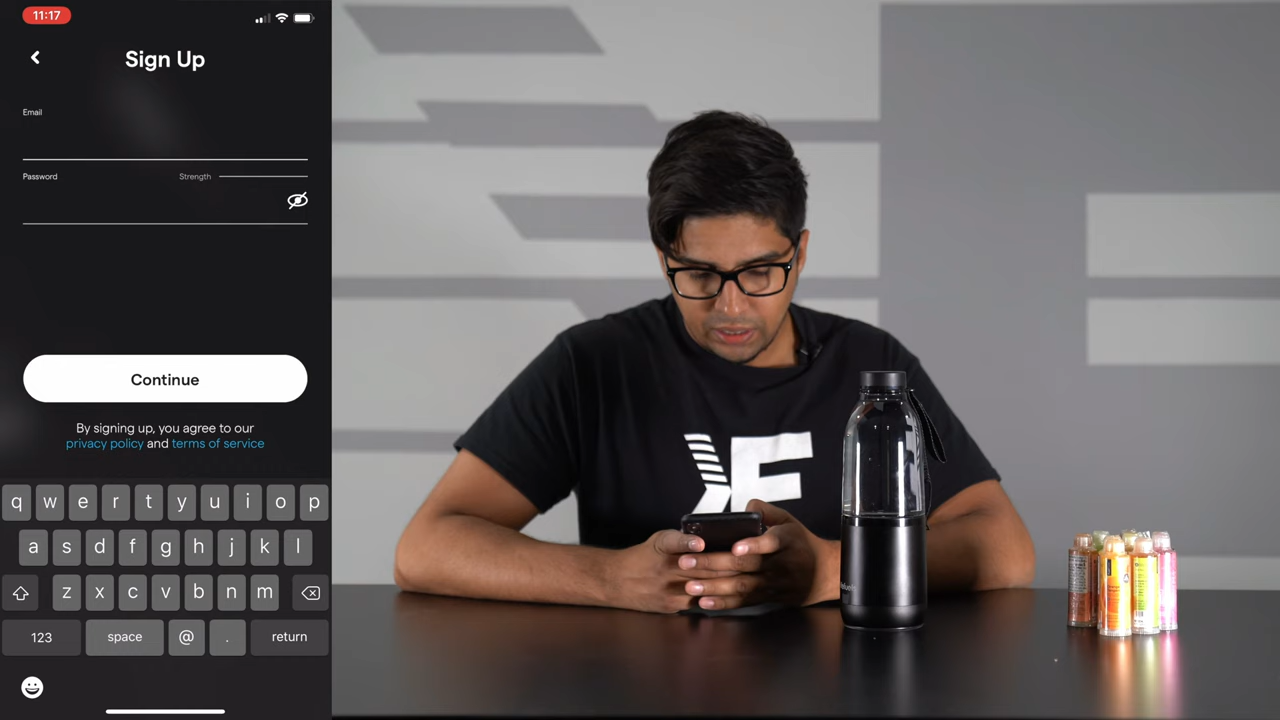 11:17
Sign Up
Email
Password Strength
Continue
By signing up, you agree to our
privacy policy and terms of service
q w e r t y u i o p
a s d f g h j k l
z x c v b n m
123 space @ . return